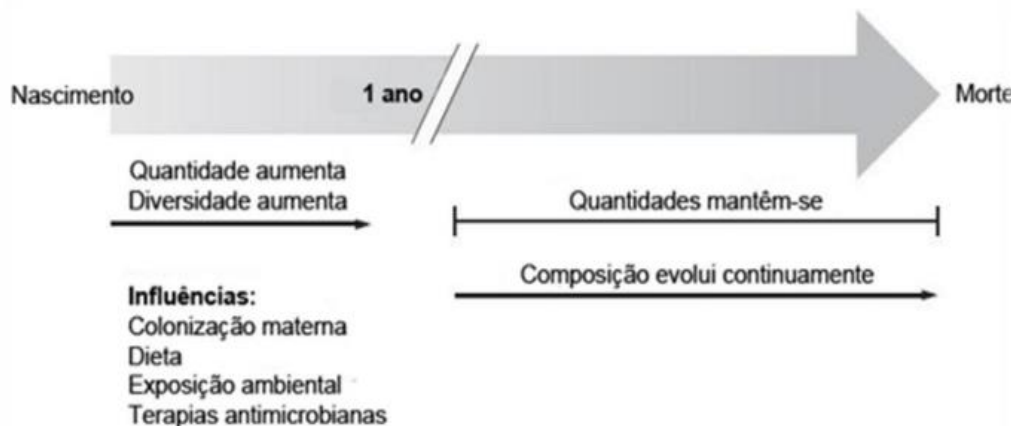 Nascimento
1 ano
Morte
Quantidade aumenta
Diversidade aumenta
Quantidades mantêm-se
Composição evolui continuamente
Influências:
Colonização materna
Dieta
Exposição ambiental
Terapias antimicrobianas